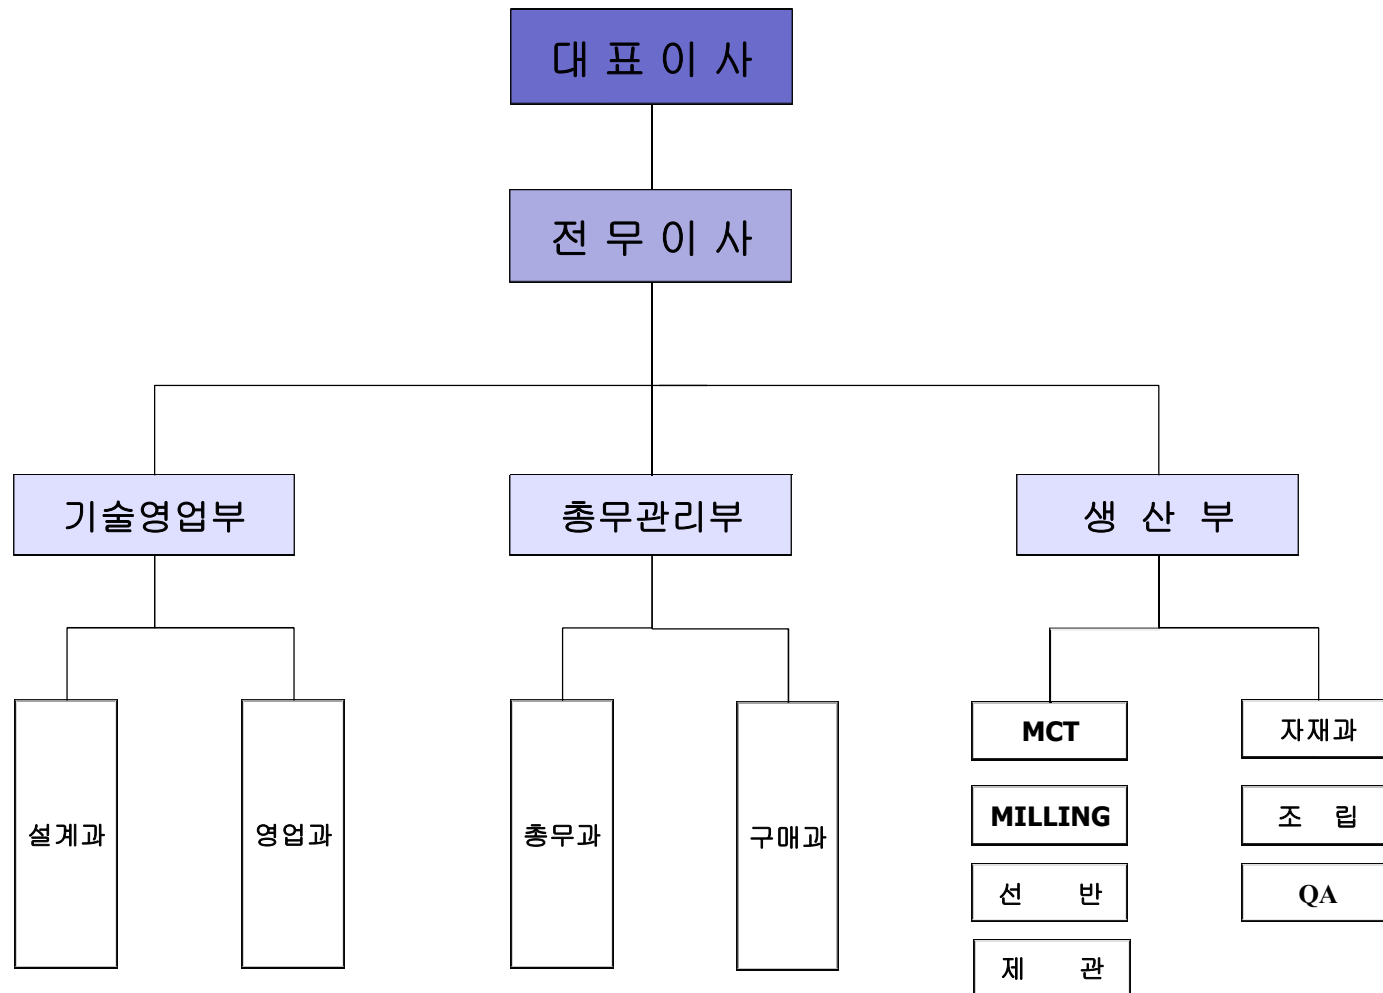 대 표 이 사
전 무 이 사
기술영업부
총무관리부
생 산 부
설계과
영업과
총무과
구매과
MCT
자재과
MILLING
조 립
선 반
QA
제 관